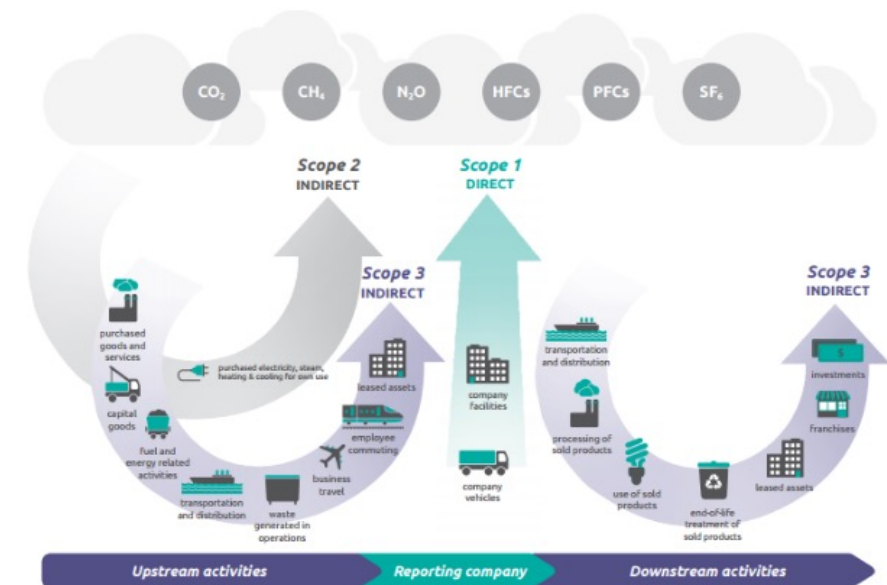 CO₂ CH₄ N₂O HFCs PFCs SF₆
Scope 2
INDIRECT
Scope 1
DIRECT
Scope 3
INDIRECT
Scope 3
INDIRECT
purchased
goods and
services
capital
goods
fuel and
energy related
activities
transportation
and distribution
waste
generated in
operations
business
travel
employee
commuting
leased assets
purchased electricity, steam,
heating & cooling for own use
company
facilities
company
vehicles
transportation
and distribution
processing of
sold products
use of sold
products
end-of-life
treatment of
sold products
leased assets
franchises
$
investments
Upstream activities
Reporting company
Downstream activities